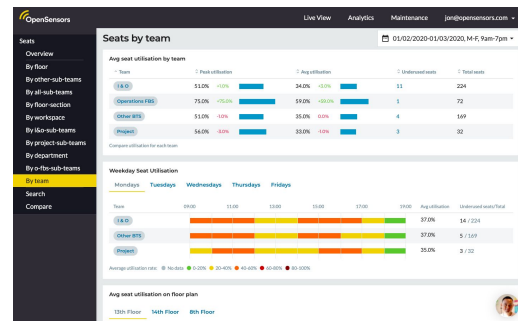 OpenSensors
Live View Analytics Maintenance jon@opensensors.com
Seats by team
01/02/2020-01/03/2020, M-F, 9am-7pm
Seats
Overview
By floor
By other-sub-teams
By all-sub-teams
By floor-section
By workspace
By i&o-sub-teams
By project-sub-teams
By department
By o-fbs-sub-teams
By team
Search
Compare
Avg seat utilisation by team
Team Peak utilisation Avg utilisation Underused seats Total seats
I & O 51.0% +1.0% 34.0% +3.0% 11 224
Operations FBS 75.0% +75.0% 59.0% +59.0% 1 72
Other BTS 51.0% -1.0% 35.0% 0.0% 4 169
Project 56.0% -3.0% 33.0% -1.0% 3 32
Compare utilisation for each team
Weekday Seat Utilisation
Mondays Tuesdays Wednesdays Thursdays Fridays
Team 09:00 11:00 13:00 15:00 17:00 19:00 Avg utilisation Underused seats/Total
I & O 37.0% 14 / 224
Other BTS 37.0% 5 / 169
Project 35.0% 3 / 32
Average utilisation rate: No data 0-20% 20-40% 40-60% 60-80% 80-100%
Avg seat utilisation on floor plan
13th Floor 14th Floor 8th Floor